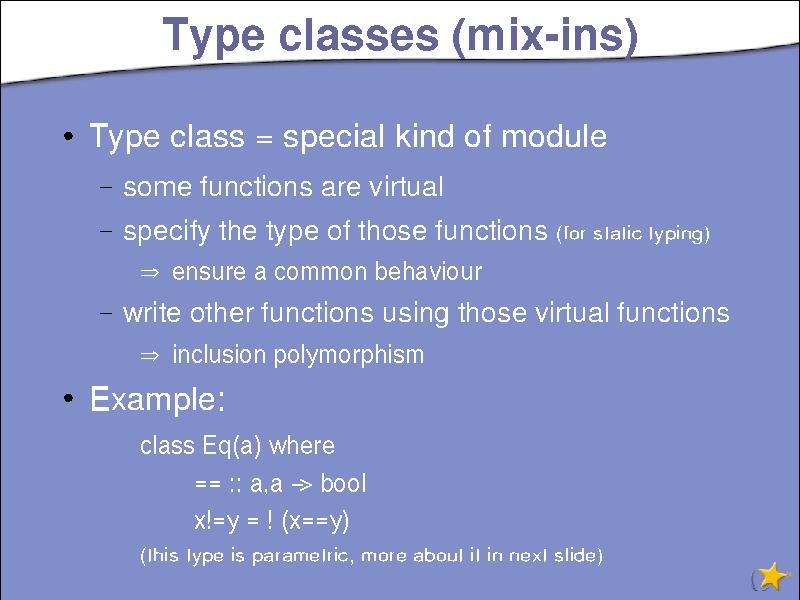 Type classes (mix-ins)
• Type class = special kind of module
– some functions are virtual
– specify the type of those functions (for static typing)
⇒ ensure a common behaviour
– write other functions using those virtual functions
⇒ inclusion polymorphism
• Example:
class Eq(a) where
== :: a,a -> bool
x!=y = ! (x==y)
(this type is parametric, more about it in next slide)